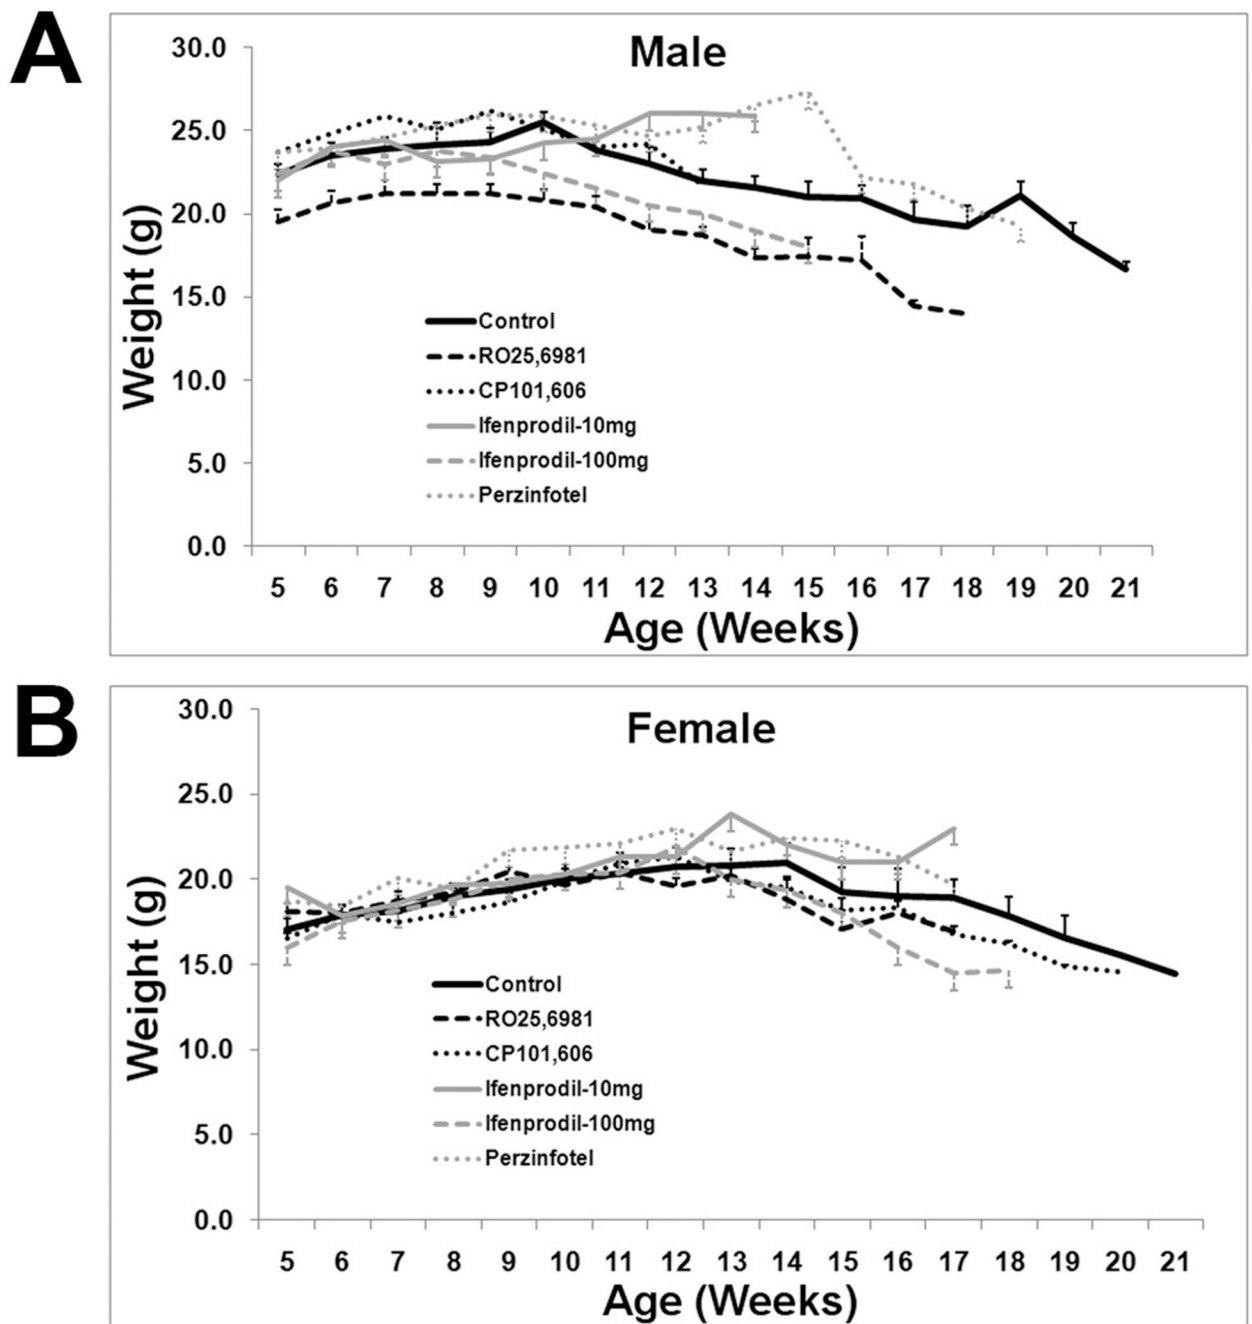 A
Male
30.0
25.0
20.0
15.0
10.0
5.0
0.0
Weight (g)
Control
RO25,6981
CP101,606
Ifenprodil-10mg
Ifenprodil-100mg
Perzinfotel
5 6 7 8 9 10 11 12 13 14 15 16 17 18 19 20 21
Age (Weeks)
B
Female
30.0
25.0
20.0
15.0
10.0
5.0
0.0
Weight (g)
Control
RO25,6981
CP101,606
Ifenprodil-10mg
Ifenprodil-100mg
Perzinfotel
5 6 7 8 9 10 11 12 13 14 15 16 17 18 19 20 21
Age (Weeks)